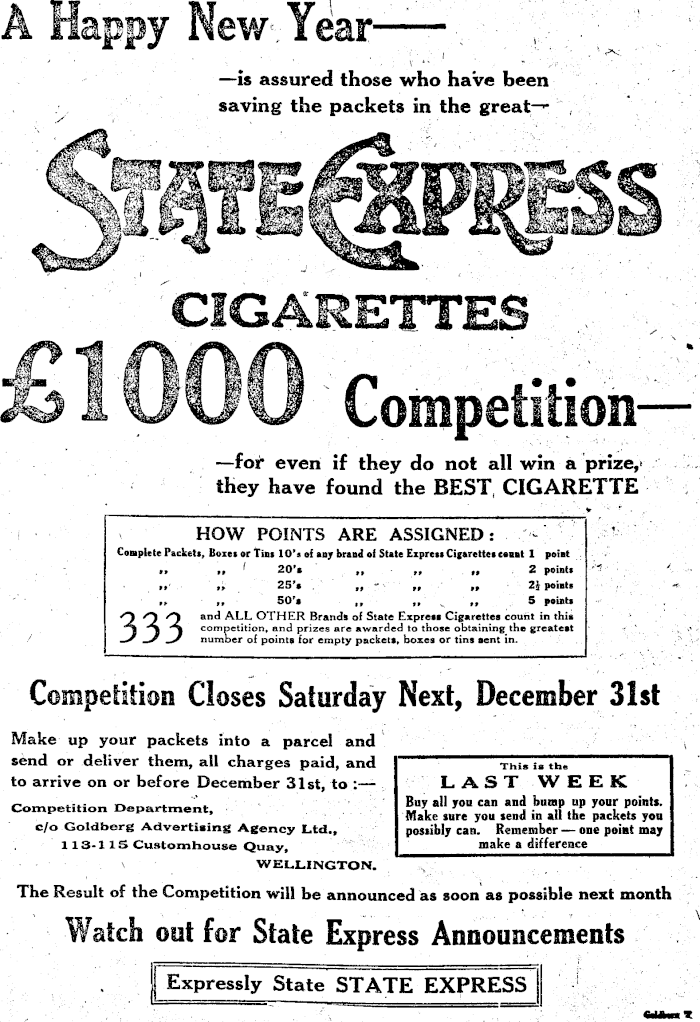 A Happy New Year—
—is assured those who have been
saving the packets in the great—
STATE EXPRESS
CIGARETTES
£1000 Competition—
—for even if they do not all win a prize,
they have found the BEST CIGARETTE
HOW POINTS ARE ASSIGNED:
Complete Packets, Boxes or Tins 10's of any brand of State Express Cigarettes count 1 point
„ „ 20's „ „ „ 2 points
„ „ 25's „ „ „ 2½ points
„ „ 50's „ „ „ 5 points
333 and ALL OTHER Brands of State Express Cigarettes count in this
competition, and prizes are awarded to those obtaining the greatest
number of points for empty packets, boxes or tins sent in.
Competition Closes Saturday Next, December 31st
Make up your packets into a parcel and
send or deliver them, all charges paid, and
to arrive on or before December 31st, to :—
Competition Department,
c/o Goldberg Advertising Agency Ltd.,
113-115 Customhouse Quay,
WELLINGTON.
This is the
LAST WEEK
Buy all you can and bump up your points.
Make sure you send in all the packets you
possibly can. Remember — one point may
make a difference
The Result of the Competition will be announced as soon as possible next month
Watch out for State Express Announcements
Expressly State STATE EXPRESS